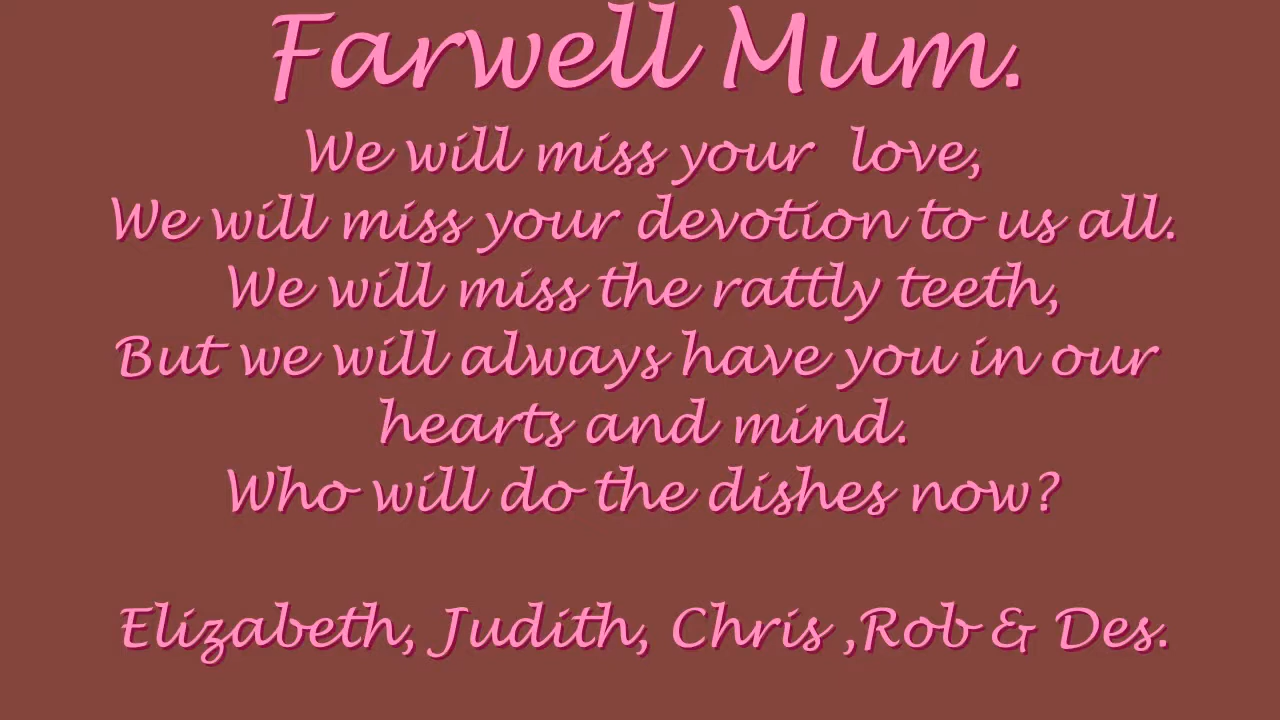 Farwell Mum.
We will miss your love,
We will miss your devotion to us all.
We will miss the rattly teeth,
But we will always have you in our
hearts and mind.
Who will do the dishes now?
Elizabeth, Judith, Chris ,Rob & Des.